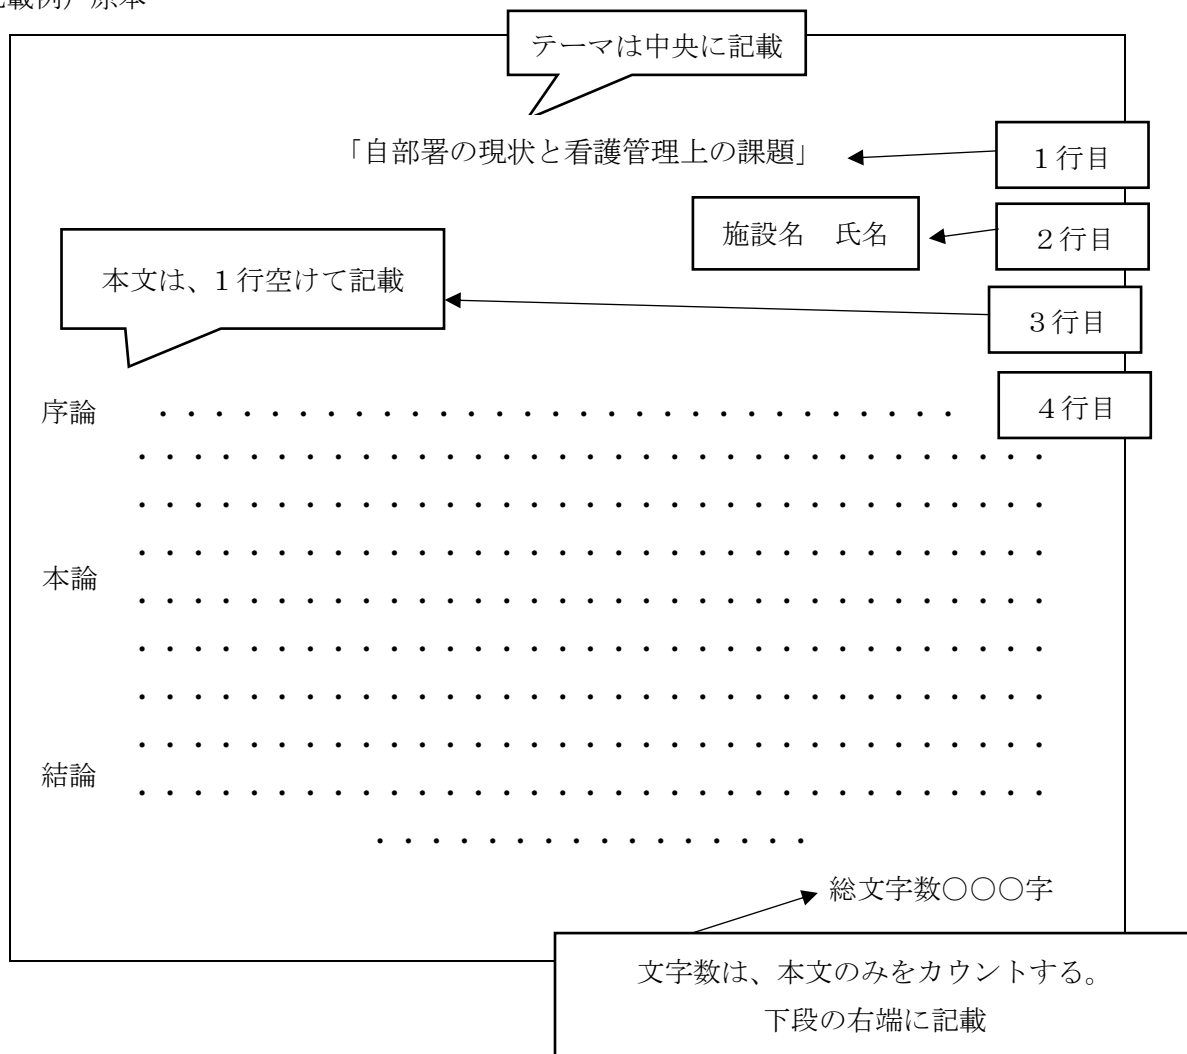 載例）原本
テーマは中央に記載
「自部署の現状と看護管理上の課題」
１行目
施設名　氏名
２行目
本文は、１行空けて記載
３行目
序論　・・・・・・・・・・・・・・・・・・・・・・・・・・・・・
４行目
・・・・・・・・・・・・・・・・・・・・・・・・・・・・・・・・・
・・・・・・・・・・・・・・・・・・・・・・・・・・・・・・・・・
・・・・・・・・・・・・・・・・・・・・・・・・・・・・・・・・・
本論
・・・・・・・・・・・・・・・・・・・・・・・・・・・・・・・・・
・・・・・・・・・・・・・・・・・・・・・・・・・・・・・・・・・
・・・・・・・・・・・・・・・・・・・・・・・・・・・・・・・・・
・・・・・・・・・・・・・・・・・・・・・・・・・・・・・・・・・
結論
・・・・・・・・・・・・・・・・・・・・・・・・・・・・・・・・・
・・・・・・・・・・・・・・・・
総文字数○○○字
文字数は、本文のみをカウントする。
下段の右端に記載